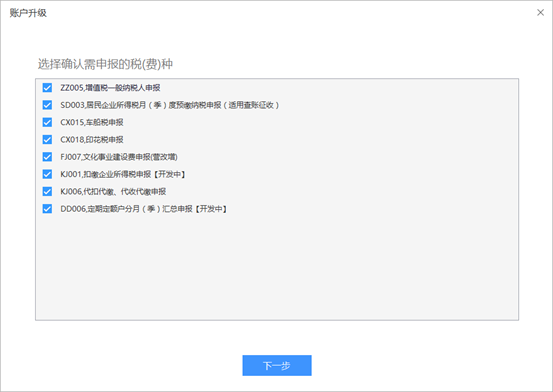 账户升级
选择确认需申报的税(费)种
ZZ005,增值税一般纳税人申报
SD003,居民企业所得税月（季）度预缴纳税申报（适用查账征收）
CX015,车船税申报
CX018,印花税申报
FJ007,文化事业建设费申报(营改增)
KJ001,扣缴企业所得税申报【开发中】
KJ006,代扣代缴、代收代缴申报
DD006,定期定额户分月（季）汇总申报【开发中】
下一步